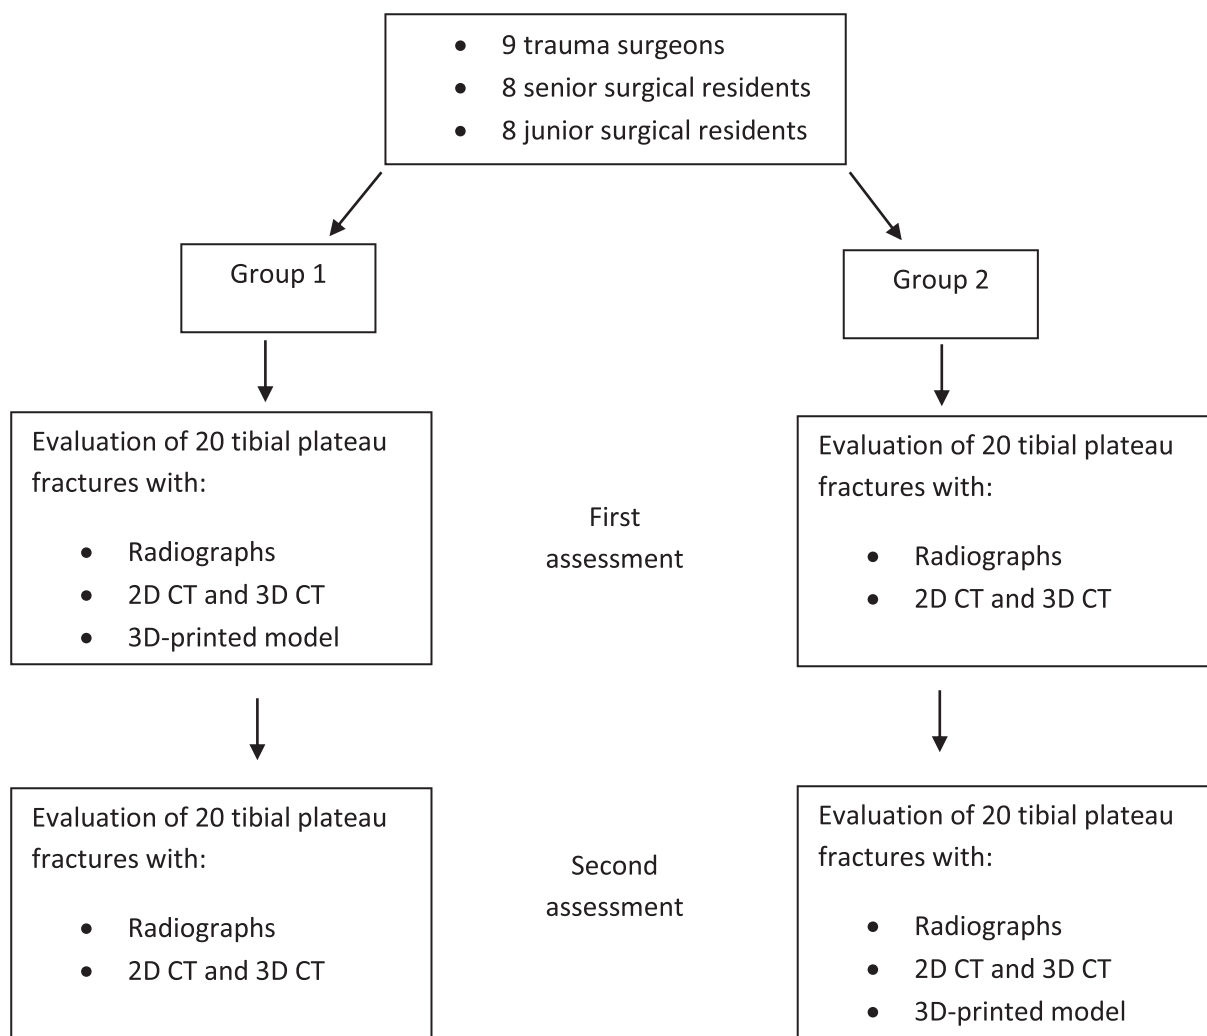 • 9 trauma surgeons
• 8 senior surgical residents
• 8 junior surgical residents
Group 1
Group 2
Evaluation of 20 tibial plateau
fractures with:
• Radiographs
• 2D CT and 3D CT
• 3D-printed model
First
assessment
Evaluation of 20 tibial plateau
fractures with:
• Radiographs
• 2D CT and 3D CT
Evaluation of 20 tibial plateau
fractures with:
• Radiographs
• 2D CT and 3D CT
Second
assessment
Evaluation of 20 tibial plateau
fractures with:
• Radiographs
• 2D CT and 3D CT
• 3D-printed model